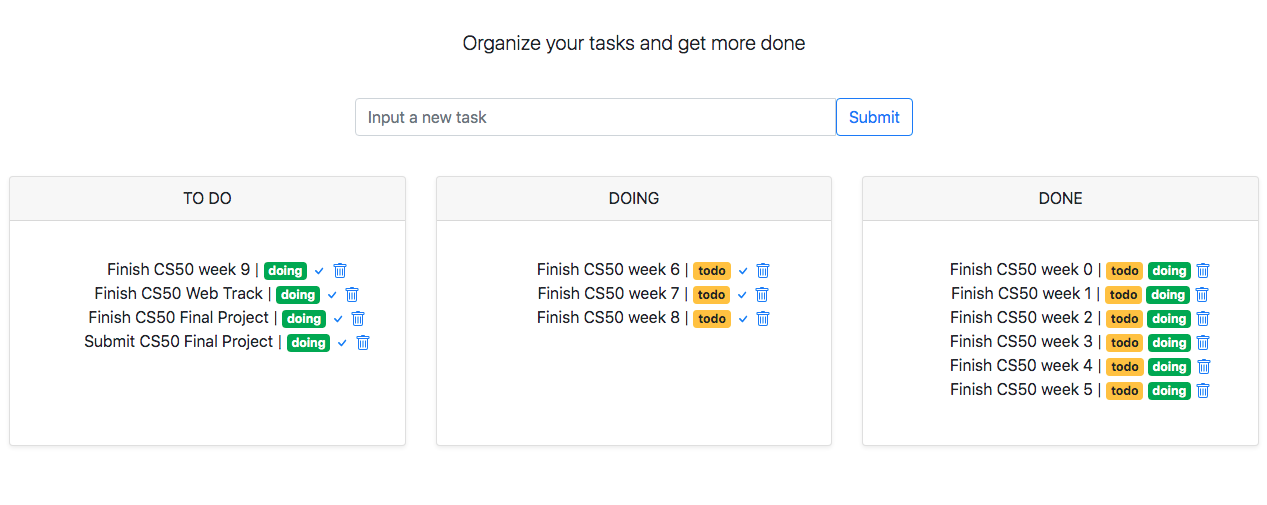 Organize your tasks and get more done
Input a new task Submit
TO DO
Finish CS50 week 9 | doing
Finish CS50 Web Track | doing
Finish CS50 Final Project | doing
Submit CS50 Final Project | doing
DOING
Finish CS50 week 6 | todo
Finish CS50 week 7 | todo
Finish CS50 week 8 | todo
DONE
Finish CS50 week 0 | todo doing
Finish CS50 week 1 | todo doing
Finish CS50 week 2 | todo doing
Finish CS50 week 3 | todo doing
Finish CS50 week 4 | todo doing
Finish CS50 week 5 | todo doing